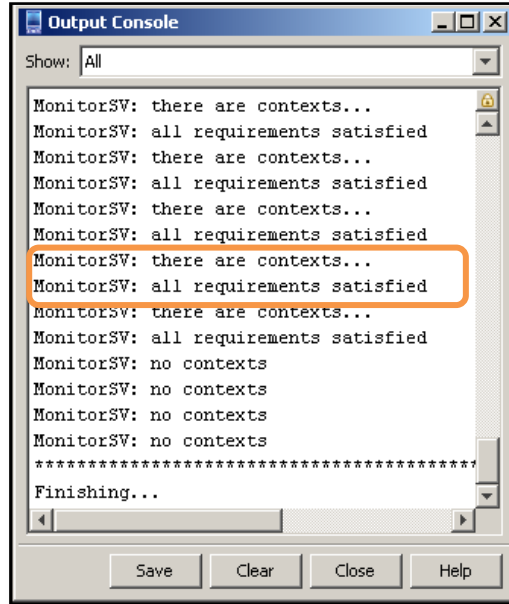 Output Console
Show: All
MonitorSV: there are contexts...
MonitorSV: all requirements satisfied
MonitorSV: there are contexts...
MonitorSV: all requirements satisfied
MonitorSV: there are contexts...
MonitorSV: all requirements satisfied
MonitorSV: there are contexts...
MonitorSV: all requirements satisfied
MonitorSV: there are contexts...
MonitorSV: all requirements satisfied
MonitorSV: no contexts
MonitorSV: no contexts
MonitorSV: no contexts
MonitorSV: no contexts
******************************************
Finishing...
Save Clear Close Help